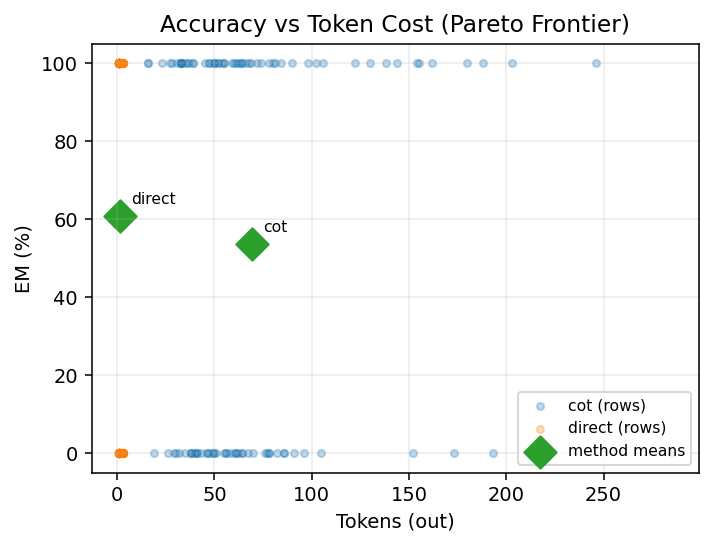 Accuracy vs Token Cost (Pareto Frontier)
EM (%)
100
80
60
40
20
0
direct
cot
cot (rows)
direct (rows)
method means
0 50 100 150 200 250
Tokens (out)